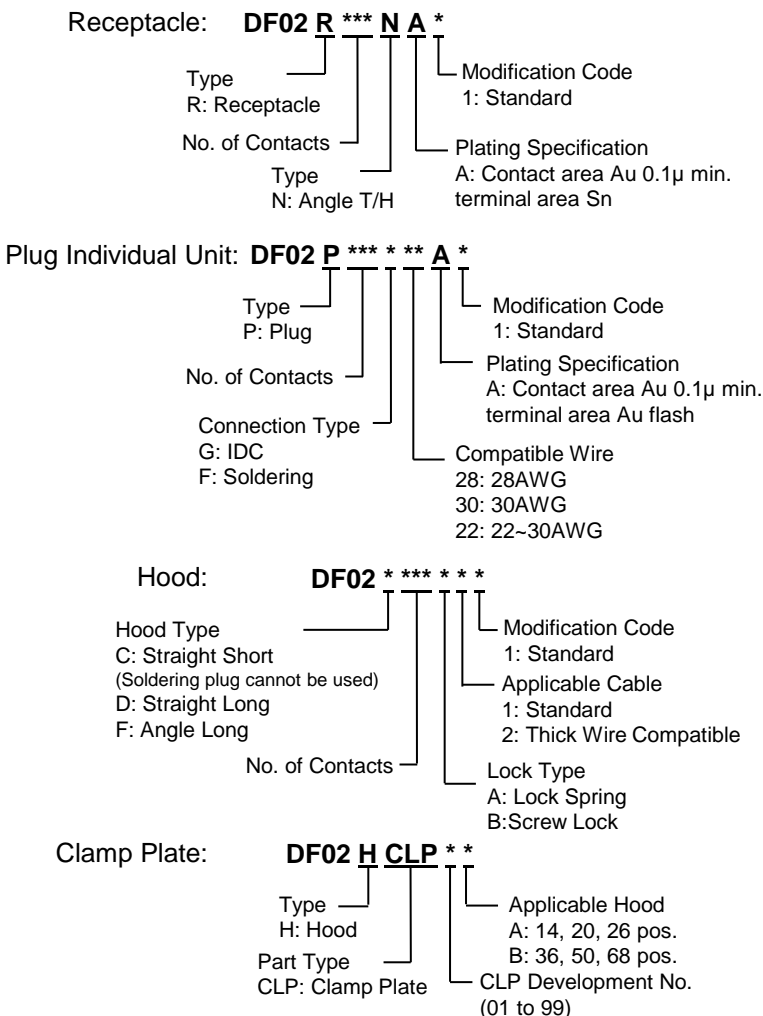 Receptacle: DF02 R *** N A *
Type
R: Receptacle
Modification Code
1: Standard
No. of Contacts
Plating Specification
A: Contact area Au 0.1μ min.
terminal area Sn
Type
N: Angle T/H
Plug Individual Unit: DF02 P *** * ** A *
Type
P: Plug
Modification Code
1: Standard
No. of Contacts
Plating Specification
A: Contact area Au 0.1μ min.
terminal area Au flash
Connection Type
G: IDC
F: Soldering
Compatible Wire
28: 28AWG
30: 30AWG
22: 22~30AWG
Hood: DF02 * *** * * *
Hood Type
C: Straight Short
(Soldering plug cannot be used)
D: Straight Long
F: Angle Long
Modification Code
1: Standard
Applicable Cable
1: Standard
2: Thick Wire Compatible
No. of Contacts
Lock Type
A: Lock Spring
B:Screw Lock
Clamp Plate: DF02 H CLP * *
Type
H: Hood
Applicable Hood
A: 14, 20, 26 pos.
B: 36, 50, 68 pos.
Part Type
CLP: Clamp Plate
CLP Development No.
(01 to 99)